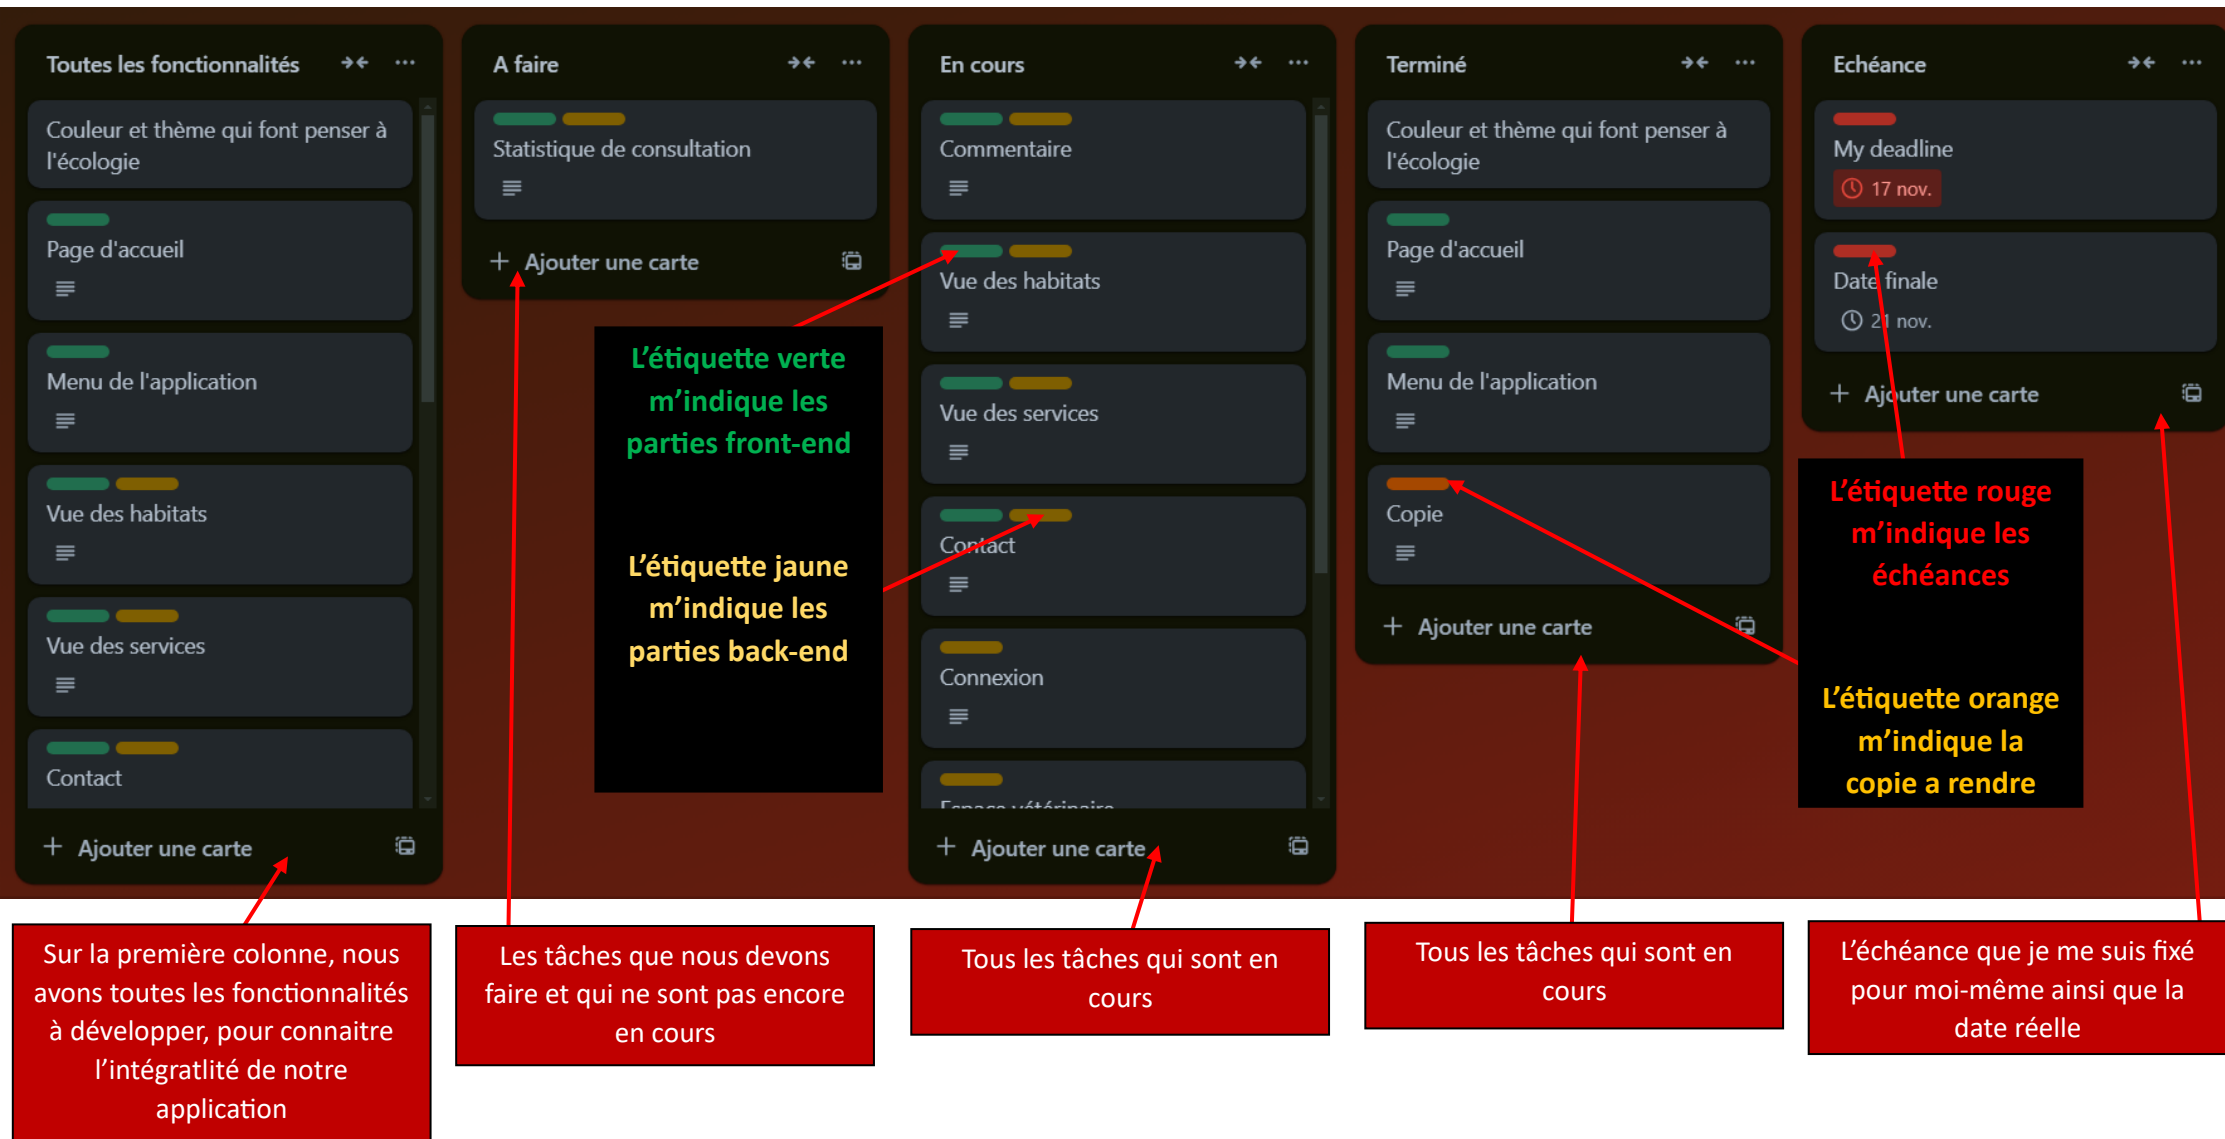 Toutes les fonctionnalités
Couleur et thème qui font penser à
l'écologie
Page d'accueil
Menu de l'application
Vue des habitats
Vue des services
Contact
+ Ajouter une carte
A faire
Statistique de consultation
+ Ajouter une carte
L'étiquette verte
m'indique les
parties front-end
L'étiquette jaune
m'indique les
parties back-end
En cours
Commentaire
Vue des habitats
Vue des services
Contact
Connexion
Espace vétérinaire
+ Ajouter une carte
Terminé
Couleur et thème qui font penser à
l'écologie
Page d'accueil
Menu de l'application
Copie
+ Ajouter une carte
Echéance
My deadline
17 nov.
Date finale
21 nov.
+ Ajouter une carte
L'étiquette rouge
m'indique les
échéances
L'étiquette orange
m'indique la
copie a rendre
Sur la première colonne, nous
avons toutes les fonctionnalités
à développer, pour connaitre
l'intégratlité de notre
application
Les tâches que nous devons
faire et qui ne sont pas encore
en cours
Tous les tâches qui sont en
cours
Tous les tâches qui sont en
cours
L'échéance que je me suis fixé
pour moi-même ainsi que la
date réelle